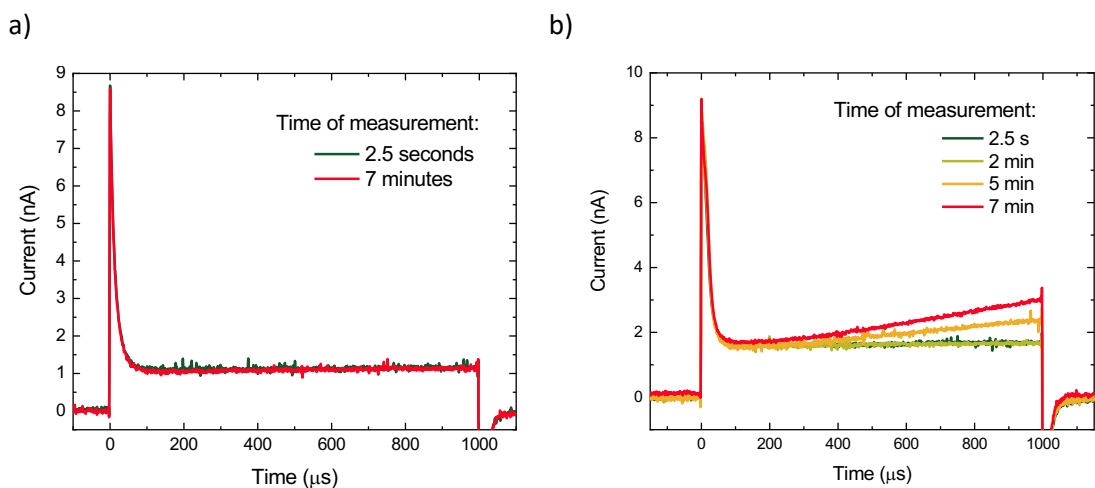 a)
9
8
7
6
5
4
3
2
1
0
Current (nA)
Time of measurement:
2.5 seconds
7 minutes
0 200 400 600 800 1000
Time (μs)
b)
10
8
6
4
2
0
Current (nA)
Time of measurement:
2.5 s
2 min
5 min
7 min
0 200 400 600 800 1000
Time (μs)